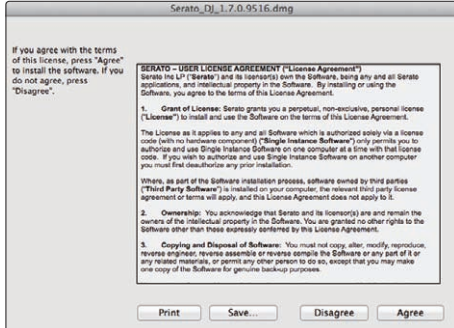 Serato_DJ_1.7.0.9516.dmg
If you agree with the terms
of this license, press "Agree"
to install the software. If you
do not agree, press
"Disagree".
SERATO – USER LICENSE AGREEMENT ("License Agreement")
Serato Inc LP ("Serato") and its licensor(s) own the Software, being any and all Serato
applications, and intellectual property in the Software. By installing or using the
Software, you agree to the terms of this License Agreement.
1. Grant of License: Serato grants you a perpetual, non-exclusive, personal license
("License") to install and use the Software on the terms of this License Agreement.
The License as it applies to any and all Software which is authorized solely via a license
code (with no hardware component) ("Single Instance Software") only permits you to
authorize and use Single Instance Software on one computer at a time with that license
code. If you wish to authorize and use Single Instance Software on another computer
you must first deauthorize any prior installation.
Where, as part of the Software installation process, software owned by third parties
("Third Party Software") is installed on your computer, the relevant third party license
agreement or terms will apply, and this License Agreement does not apply to it.
2. Ownership: You acknowledge that Serato and its licensor(s) are and remain the
owners of the intellectual property in the Software. You are granted no other rights to the
Software other than those expressly conferred by this License Agreement.
3. Copying and Disposal of Software: You must not copy, alter, modify, reproduce,
reverse engineer, reverse assemble or reverse compile the Software or any part of it or
any related materials, or permit any other person to do so, except that you may make
one copy of the Software for genuine back-up purposes.
Print Save... Disagree Agree